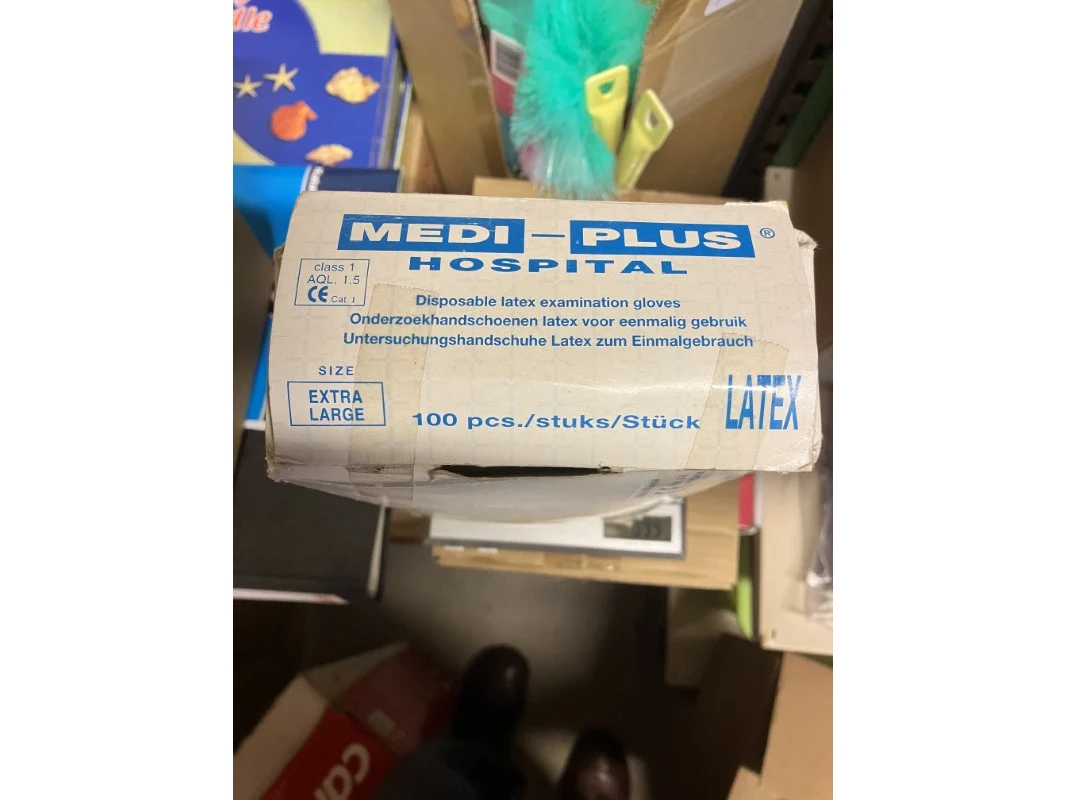 MEDI – PLUS ®
HOSPITAL
class 1
AQL. 1.5
CE Cat. 1
Disposable latex examination gloves
Onderzoekhandschoenen latex voor eenmalig gebruik
Untersuchungshandschuhe Latex zum Einmalgebrauch
SIZE
EXTRA
LARGE
100 pcs./stuks/Stück
LATEX